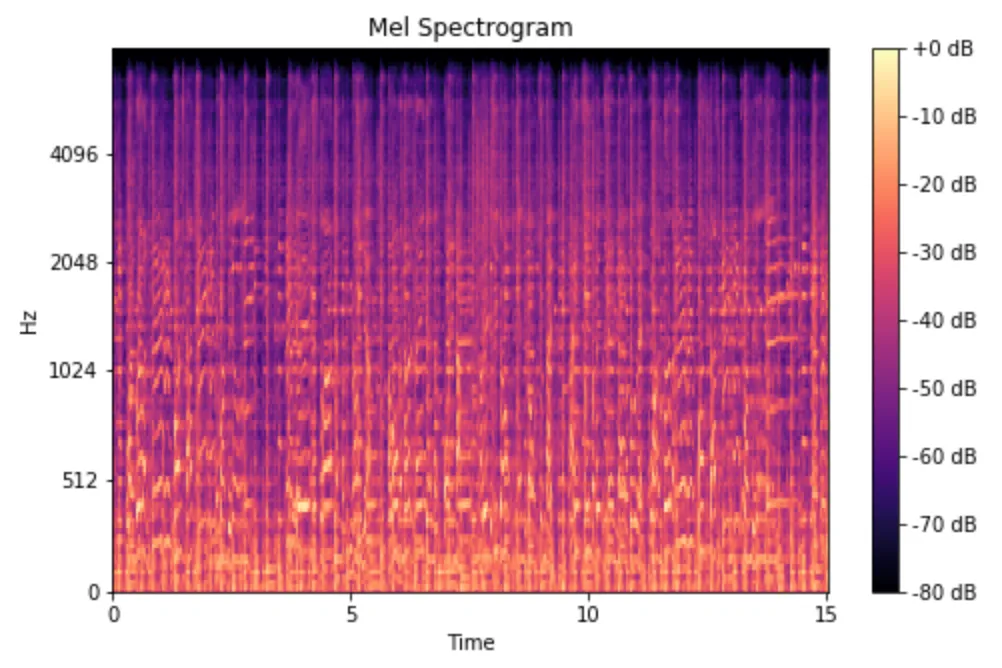 Mel Spectrogram
+0 dB
-10 dB
-20 dB
-30 dB
-40 dB
-50 dB
-60 dB
-70 dB
-80 dB
4096
2048
1024
512
0
Hz
0 5 10 15
Time